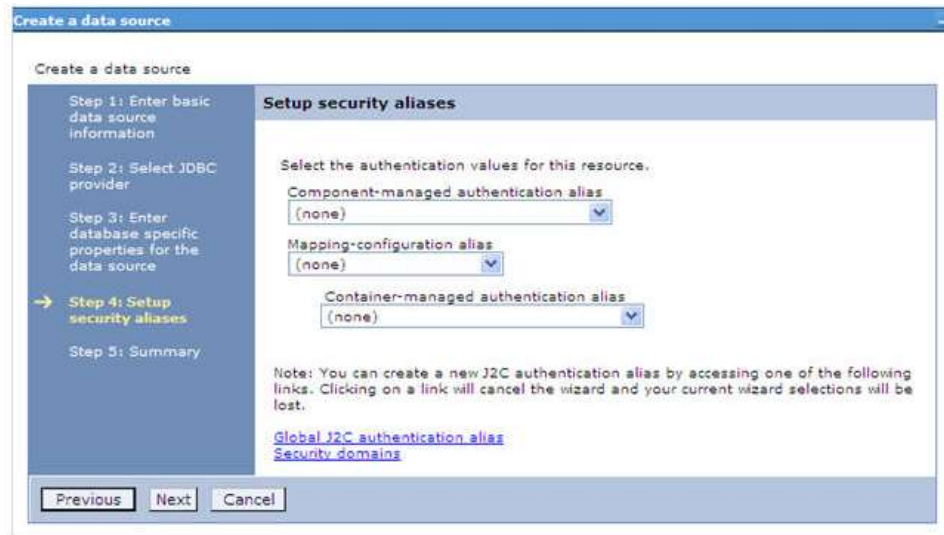 Create a data source
Create a data source
Step 1: Enter basic
data source
information
Step 2: Select JDBC
provider
Step 3: Enter
database specific
properties for the
data source
Step 4: Setup
security aliases
Step 5: Summary
Setup security aliases
Select the authentication values for this resource.
Component-managed authentication alias
(none)
Mapping-configuration alias
(none)
Container-managed authentication alias
(none)
Note: You can create a new J2C authentication alias by accessing one of the following
links. Clicking on a link will cancel the wizard and your current wizard selections will be
lost.
Global J2C authentication alias
Security domains
Previous Next Cancel